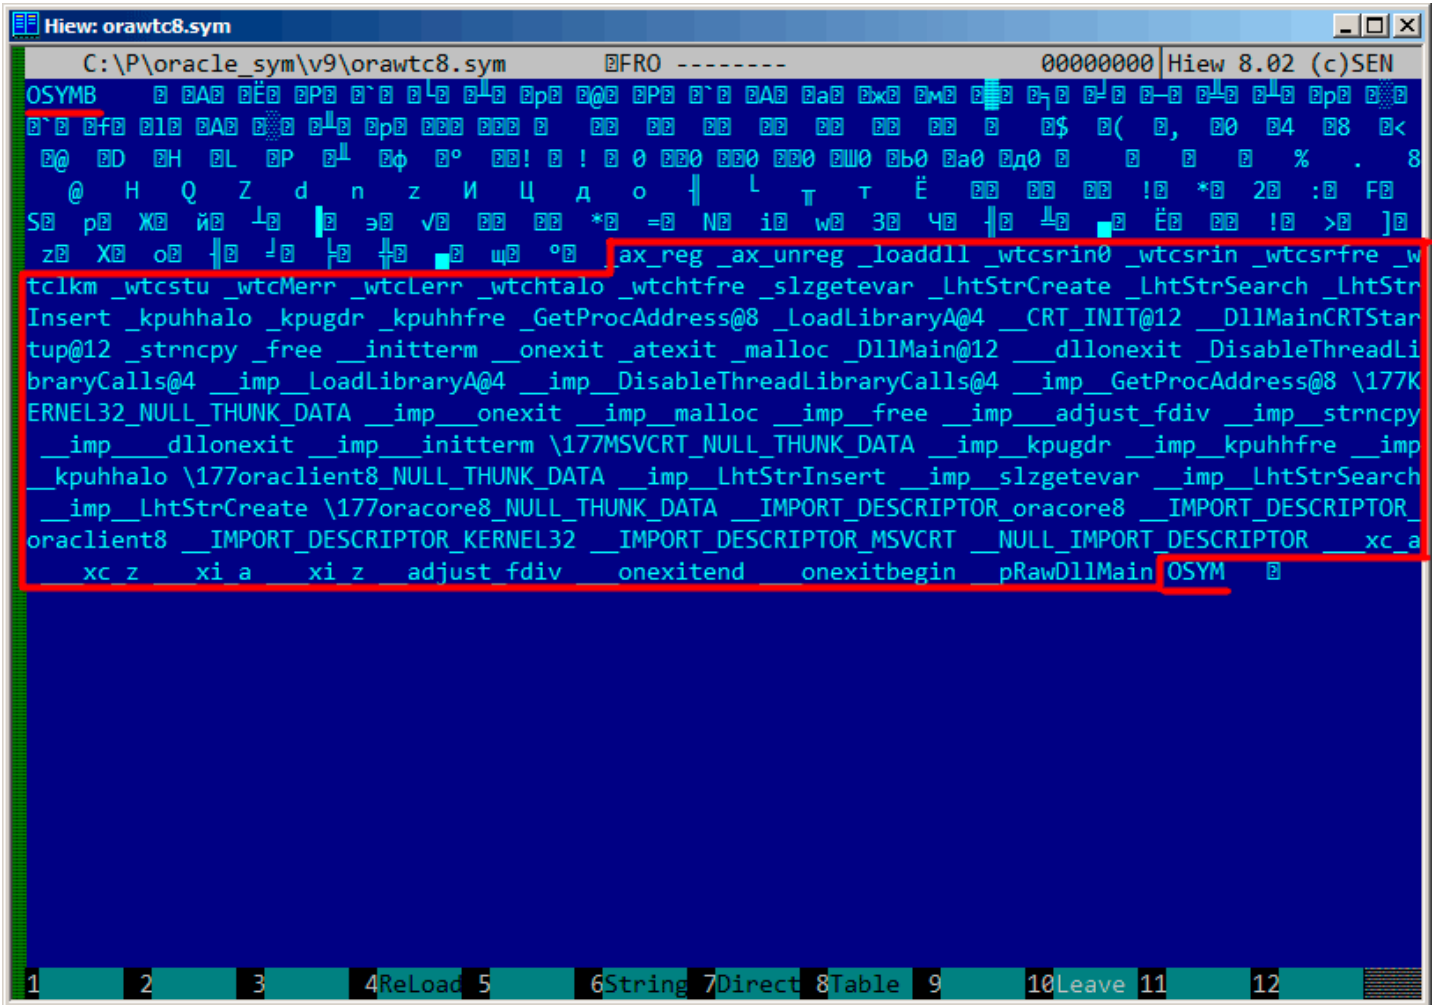 Hiew: orawtc8.sym
C:\P\oracle_sym\v9\orawtc8.sym FRO -------- 00000000 Hiew 8.02 (c)SEN
OSYMB
@ H Q Z d n z И Ц д о ╢ └ ╥ т Ё
_ax_reg _ax_unreg _loaddll _wtcsrin0 _wtcsrin _wtcsrfre _w
tclkm _wtcstu _wtcMerr _wtcLerr _wtchtalo _wtchtfre _slzgetevar _LhtStrCreate _LhtStrSearch _LhtStr
Insert _kpuhhalo _kpugdr _kpuhhfre _GetProcAddress@8 _LoadLibraryA@4 __CRT_INIT@12 __DllMainCRTStar
tup@12 _strncpy _free __initterm __onexit _atexit _malloc _DllMain@12 ___dllonexit _DisableThreadLi
braryCalls@4 __imp__LoadLibraryA@4 __imp__DisableThreadLibraryCalls@4 __imp__GetProcAddress@8 \177K
ERNEL32_NULL_THUNK_DATA __imp___onexit __imp__malloc __imp__free __imp___adjust_fdiv __imp__strncpy
__imp____dllonexit __imp___initterm \177MSVCRT_NULL_THUNK_DATA __imp__kpugdr __imp__kpuhhfre __imp
__kpuhhalo \177oraclient8_NULL_THUNK_DATA __imp__LhtStrInsert __imp__slzgetevar __imp__LhtStrSearch
__imp__LhtStrCreate \177oracore8_NULL_THUNK_DATA __IMPORT_DESCRIPTOR_oracore8 __IMPORT_DESCRIPTOR_
oraclient8 __IMPORT_DESCRIPTOR_KERNEL32 __IMPORT_DESCRIPTOR_MSVCRT __NULL_IMPORT_DESCRIPTOR ___xc_a
___xc_z ___xi_a ___xi_z __adjust_fdiv ___onexitend ___onexitbegin __pRawDllMain OSYM
1 2 3 4ReLoad 5 6String 7Direct 8Table 9 10Leave 11 12